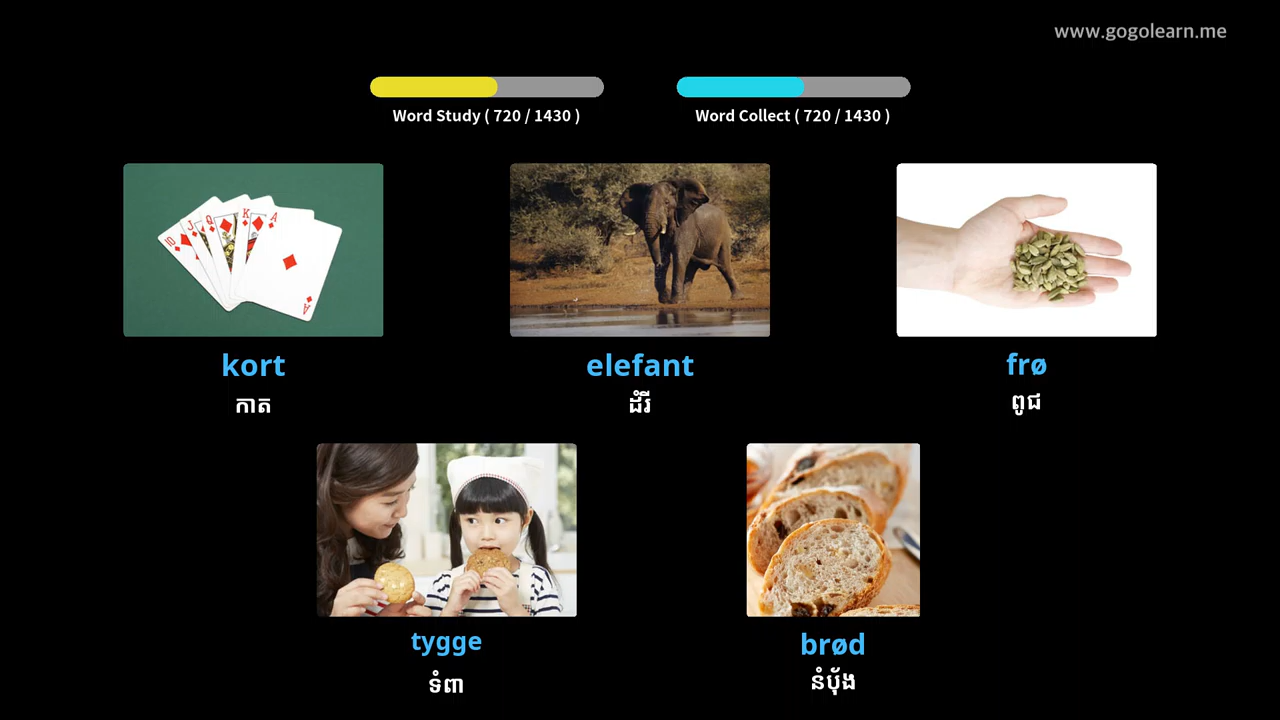 www.gogolearn.me
Word Study ( 720 / 1430 )
Word Collect ( 720 / 1430 )
10 J Q K A
A
kort
elefant
frø
កាត
ដំរី
ពូជ
tygge
brød
ទំពា
នំប៉័ង